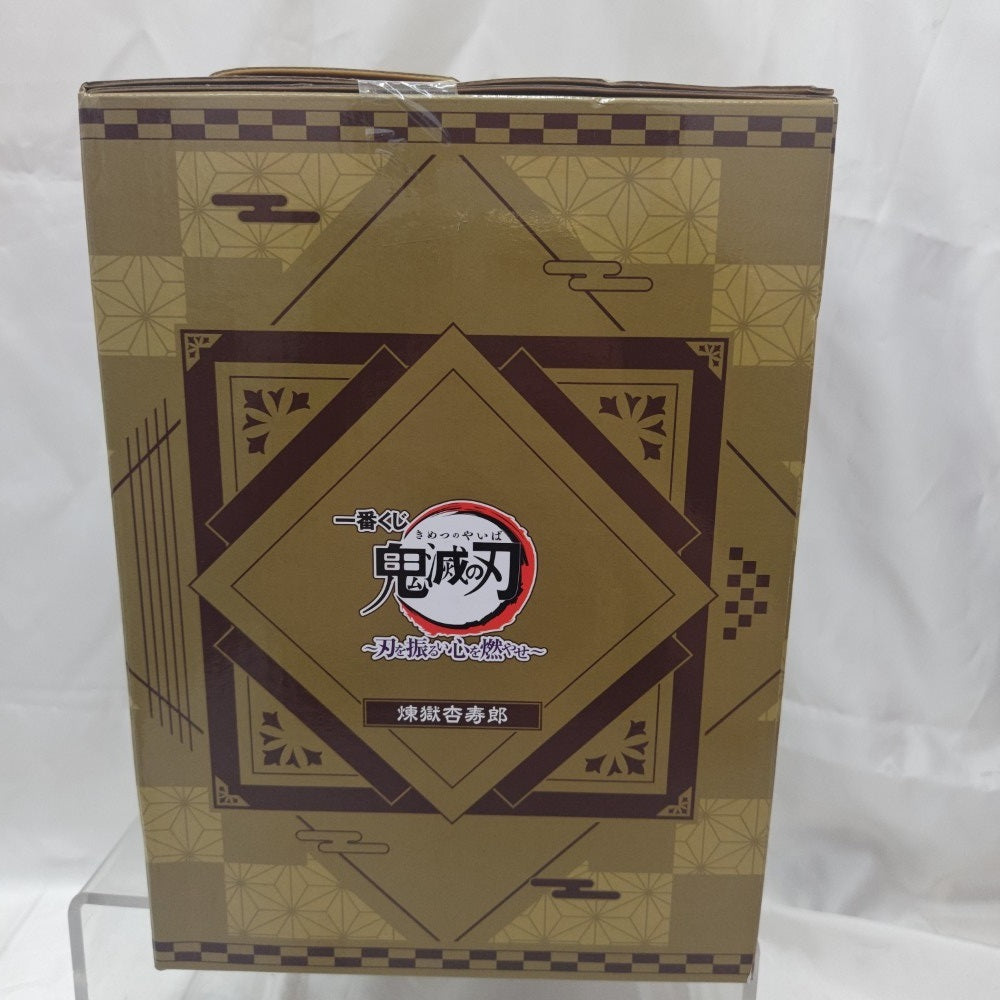 一番くじ
きめつのやいば
鬼滅の刃
～刃を振るい心を燃やせ～
煉獄杏寿郎